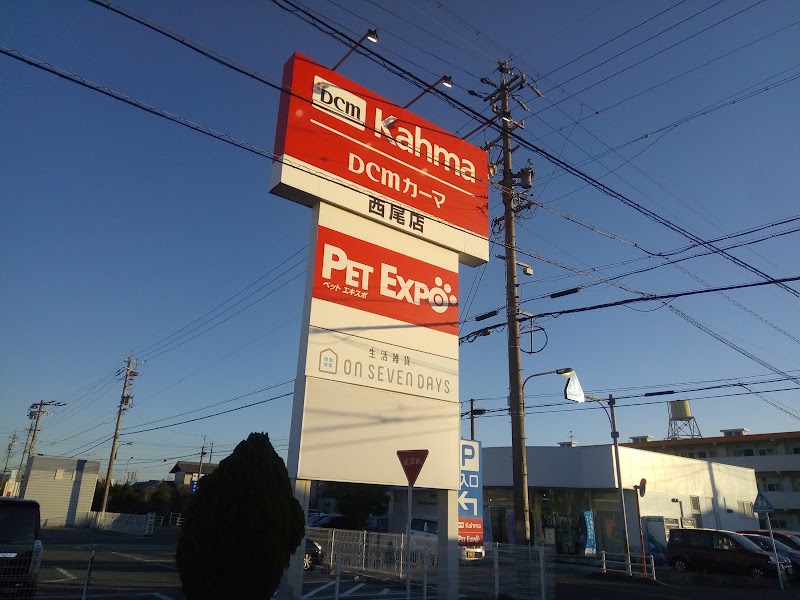 DCM Kahma
DCMカーマ
西尾店
PET EXPO
ペットエキスポ
生活雑貨
ON SEVEN DAYS
P
入口
Kahma
PET EXPO